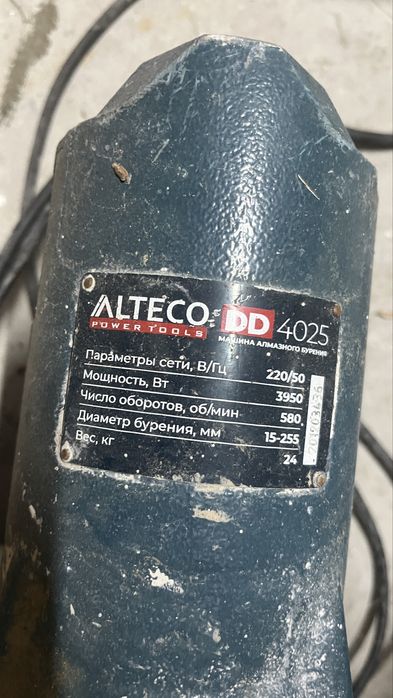 ALTECO DD 4025
POWER TOOLS МАШИНА АЛМАЗНОГО БУРЕНИЯ
Параметры сети, В/Гц 220/50
Мощность, Вт 3950
Число оборотов, об/мин 580
Диаметр бурения, мм 15-255
Вес, кг 24